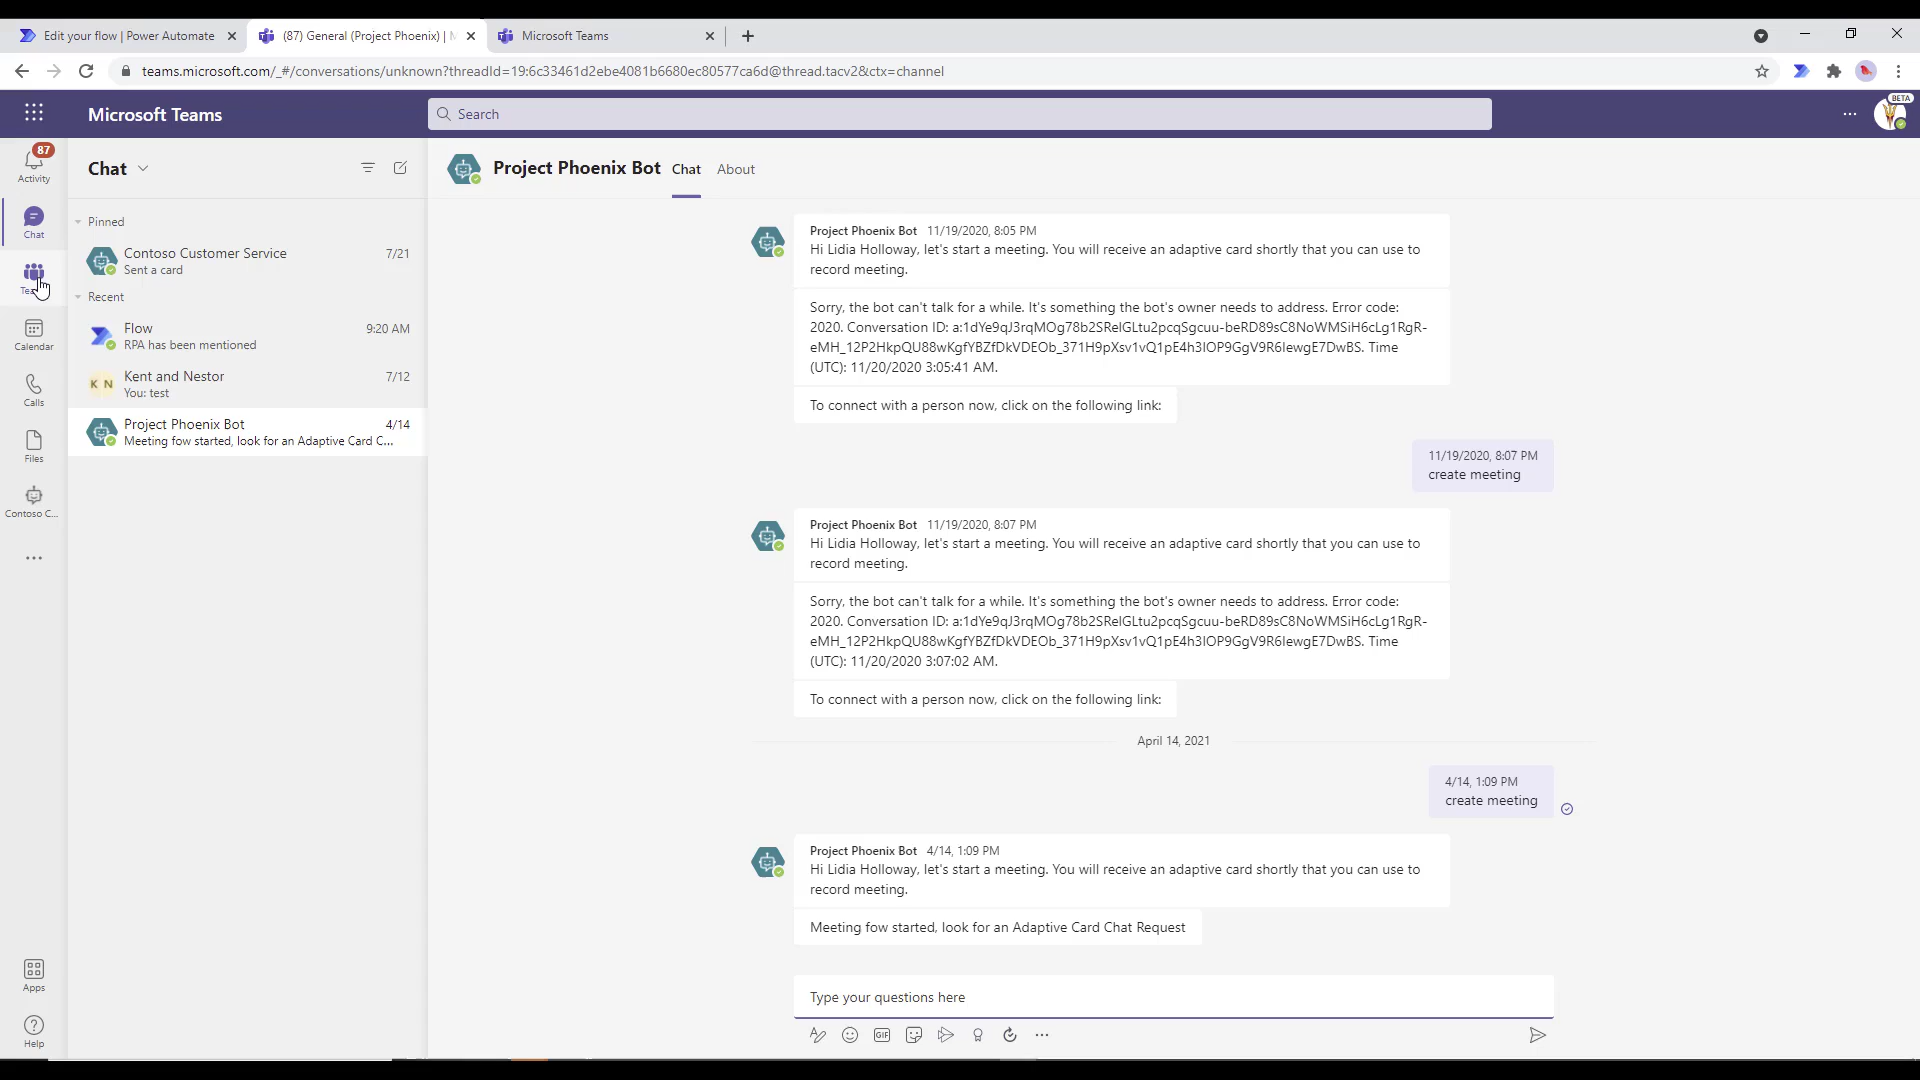 Edit your flow | Power Automate
(87) General (Project Phoenix) | M
Microsoft Teams
teams.microsoft.com/_#/conversations/unknown?threadId=19:6c33461d2ebe4081b6680ec80577ca6d@thread.tacv2&ctx=channel
Microsoft Teams
Search
BETA
87
Activity
Chat
Calendar
Calls
Files
Contoso C...
Apps
Help
Chat
Pinned
Contoso Customer Service 7/21
Sent a card
Recent
Flow 9:20 AM
RPA has been mentioned
K N
Kent and Nestor 7/12
You: test
Project Phoenix Bot 4/14
Meeting fow started, look for an Adaptive Card C...
Project Phoenix Bot Chat About
Project Phoenix Bot 11/19/2020, 8:05 PM
Hi Lidia Holloway, let's start a meeting. You will receive an adaptive card shortly that you can use to
record meeting.
Sorry, the bot can't talk for a while. It's something the bot's owner needs to address. Error code:
2020. Conversation ID: a:1dYe9qJ3rqMOg78b2SRelGLtu2pcqSgcuu-beRD89sC8NoWMSiH6cLg1RgR-
eMH_12P2HkpQU88wKgfYBZfDkVDEOb_371H9pXsv1vQ1pE4h3IOP9GgV9R6IewgE7DwBS. Time
(UTC): 11/20/2020 3:05:41 AM.
To connect with a person now, click on the following link:
11/19/2020, 8:07 PM
create meeting
Project Phoenix Bot 11/19/2020, 8:07 PM
Hi Lidia Holloway, let's start a meeting. You will receive an adaptive card shortly that you can use to
record meeting.
Sorry, the bot can't talk for a while. It's something the bot's owner needs to address. Error code:
2020. Conversation ID: a:1dYe9qJ3rqMOg78b2SRelGLtu2pcqSgcuu-beRD89sC8NoWMSiH6cLg1RgR-
eMH_12P2HkpQU88wKgfYBZfDkVDEOb_371H9pXsv1vQ1pE4h3IOP9GgV9R6IewgE7DwBS. Time
(UTC): 11/20/2020 3:07:02 AM.
To connect with a person now, click on the following link:
April 14, 2021
4/14, 1:09 PM
create meeting
Project Phoenix Bot 4/14, 1:09 PM
Hi Lidia Holloway, let's start a meeting. You will receive an adaptive card shortly that you can use to
record meeting.
Meeting fow started, look for an Adaptive Card Chat Request
Type your questions here
GIF